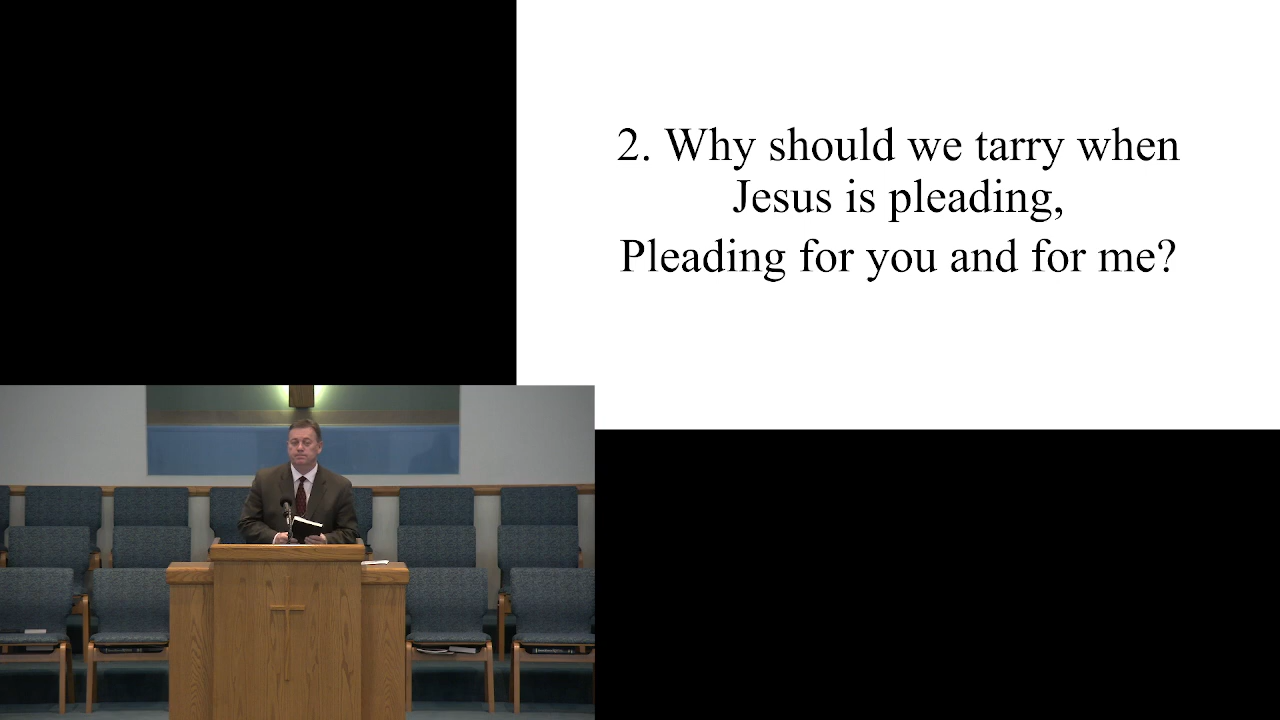 2. Why should we tarry when
Jesus is pleading,
Pleading for you and for me?